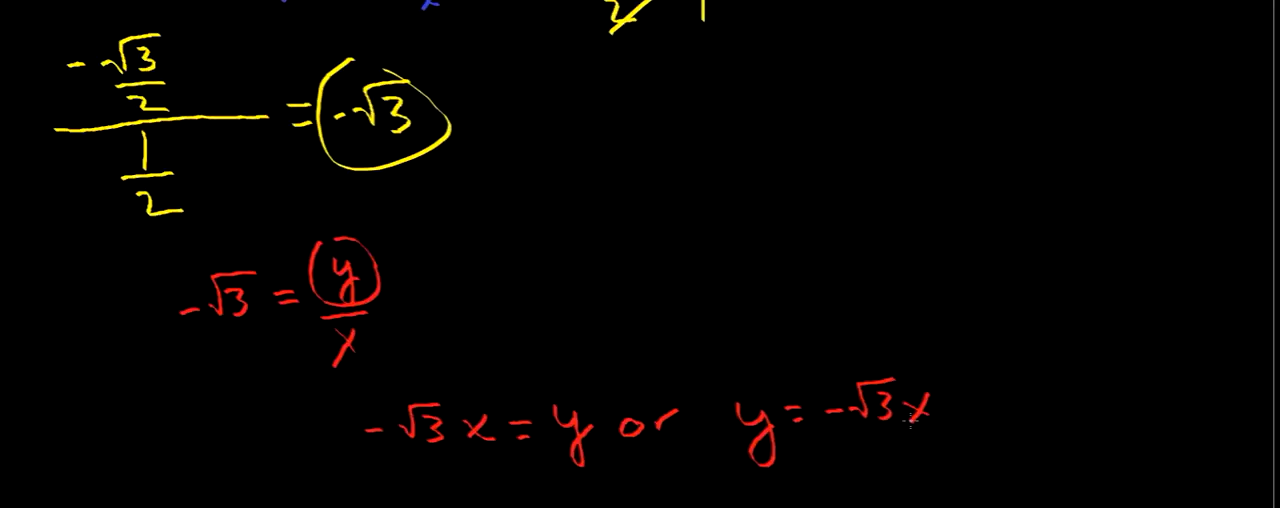 (-√3/2)/(1/2) = -√3
-√3 = y/x
-√3 x = y or y = -√3 x